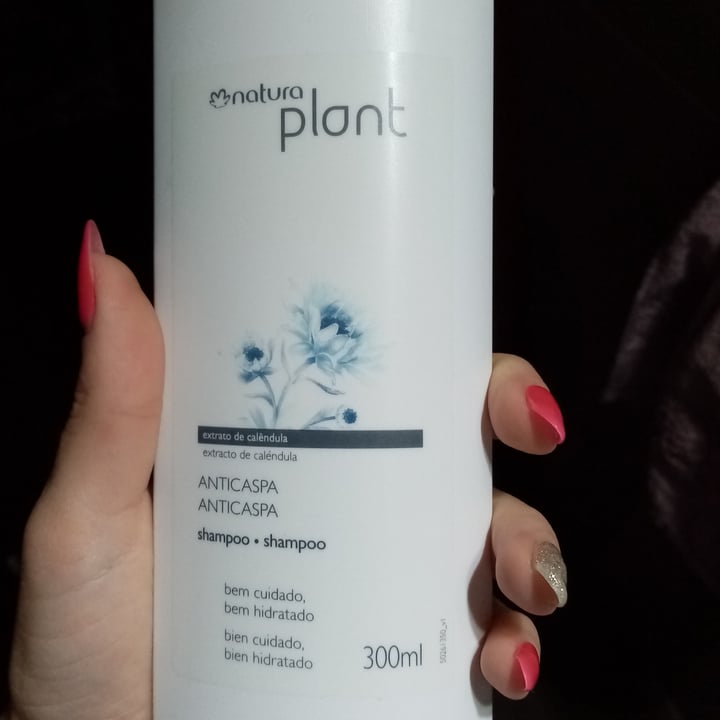 natura
plant
extrato de calêndula
extracto de caléndula
ANTICASPA
ANTICASPA
shampoo • shampoo
bem cuidado,
bem hidratado
bien cuidado,
bien hidratado
300ml
50261350_v1